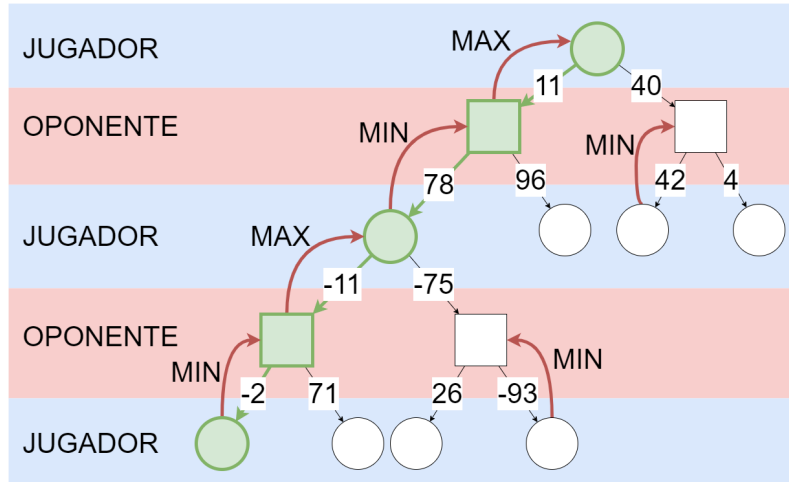 JUGADOR
MAX
11
40
OPONENTE
MIN
MIN
78
96
42
4
JUGADOR
MAX
-11
-75
OPONENTE
MIN
MIN
-2
71
26
-93
JUGADOR